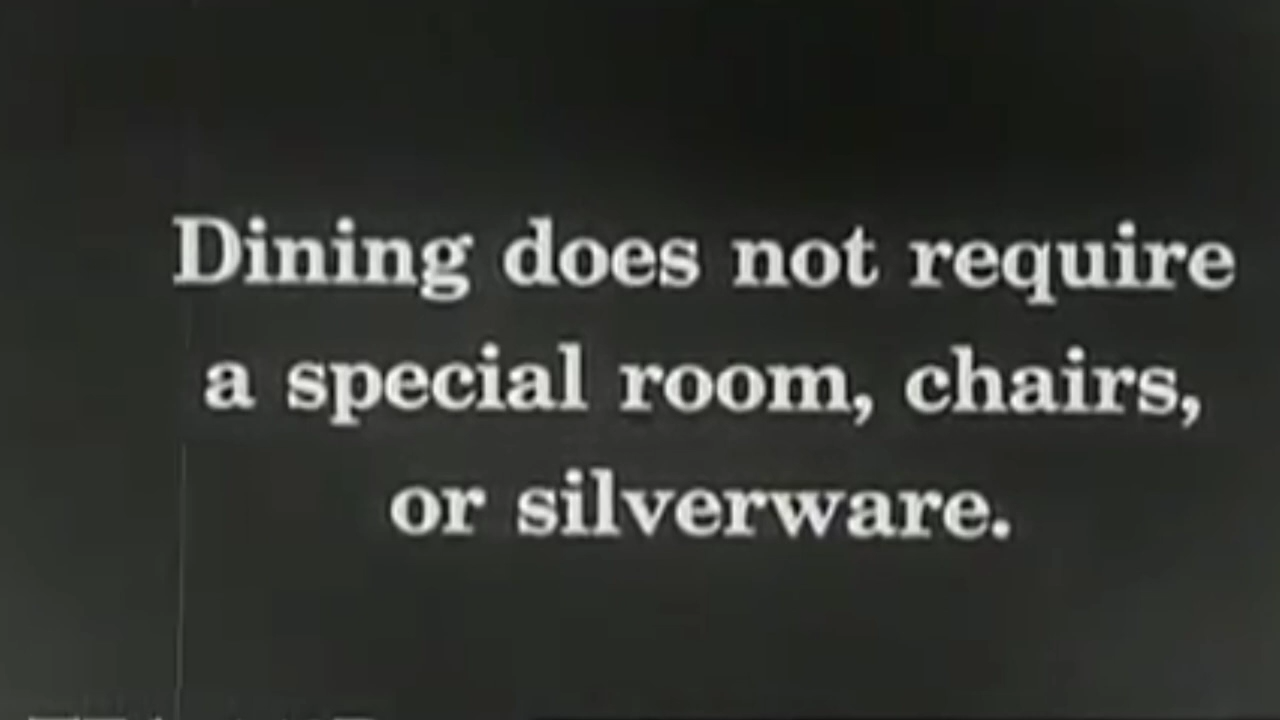 Dining does not require
a special room, chairs,
or silverware.